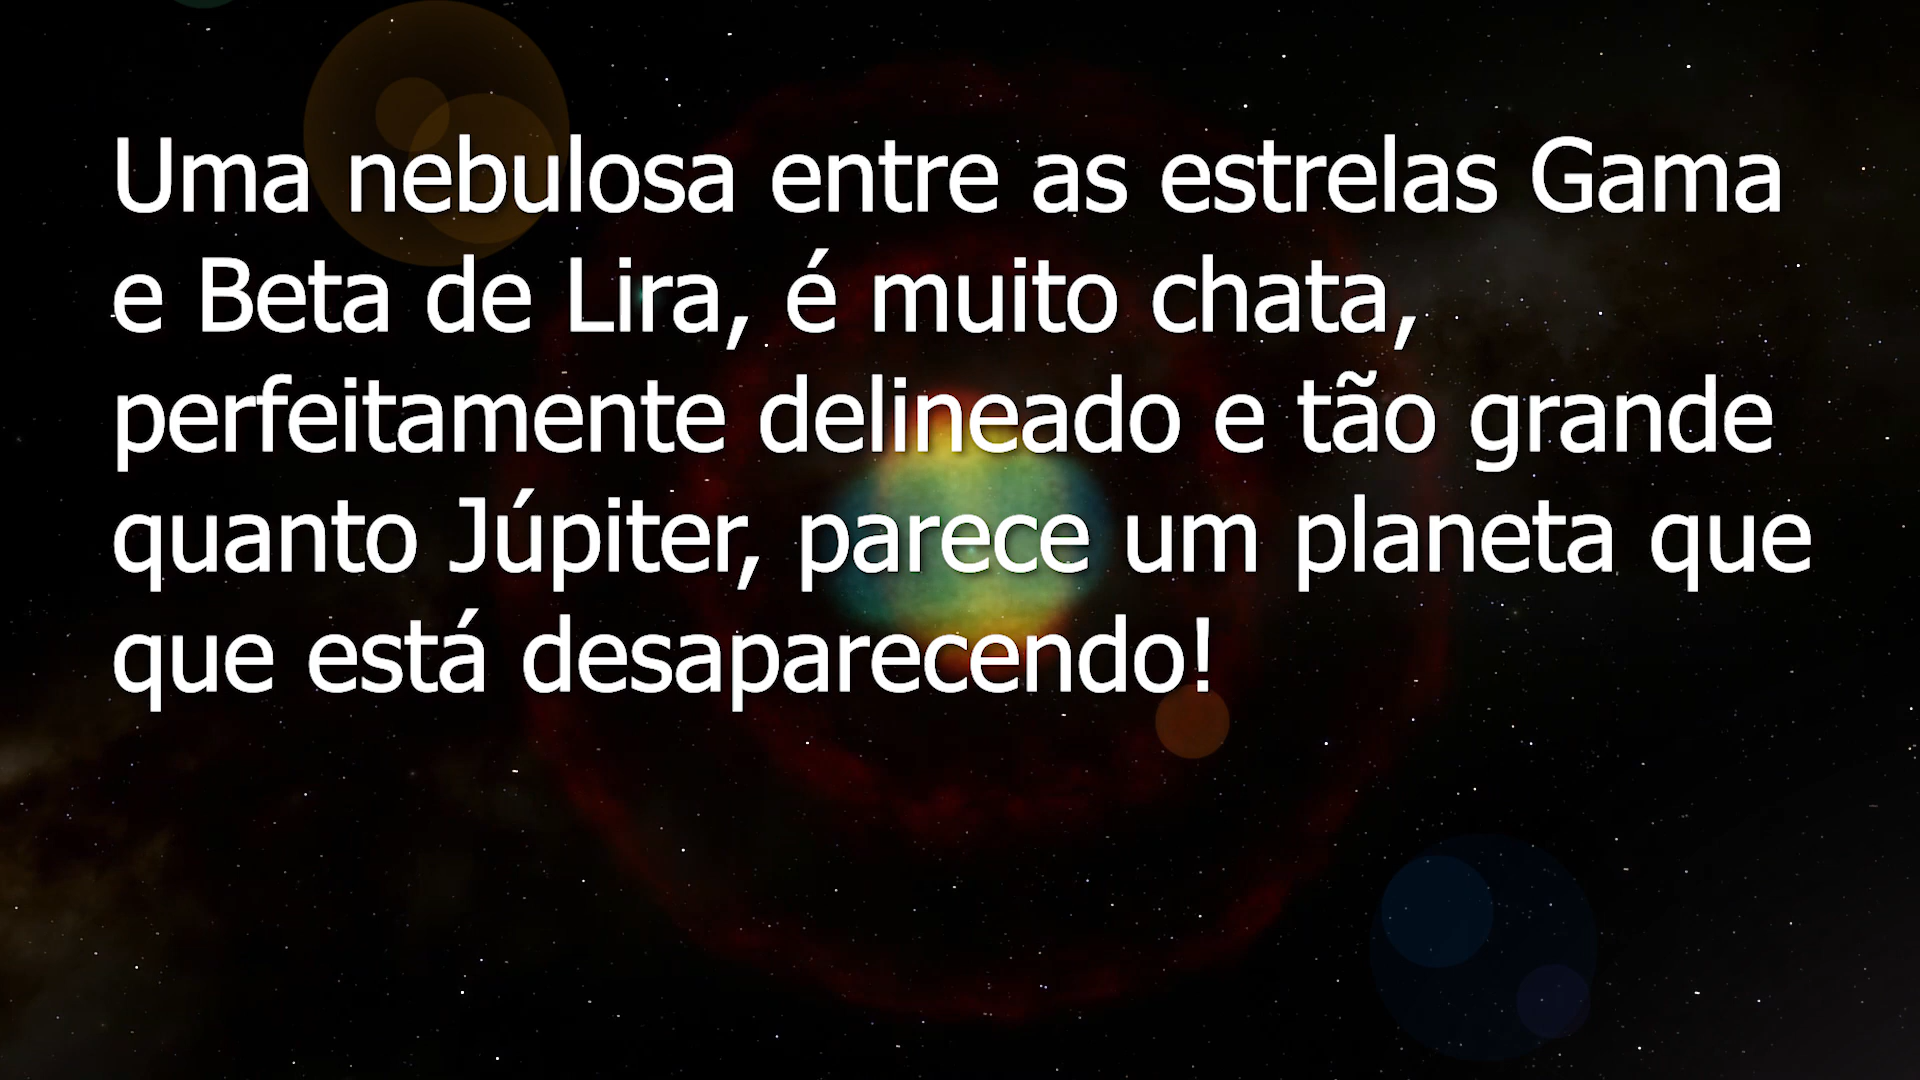 Uma nebulosa entre as estrelas Gama
e Beta de Lira, é muito chata,
perfeitamente delineado e tão grande
quanto Júpiter, parece um planeta que
que está desaparecendo!